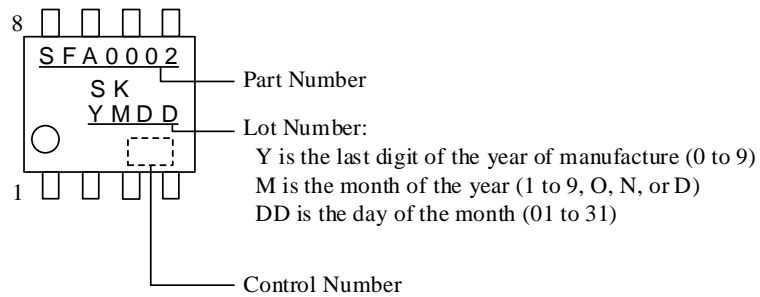 8
SFA0002
SK
YMDD
1
Part Number
Lot Number:
Y is the last digit of the year of manufacture (0 to 9)
M is the month of the year (1 to 9, O, N, or D)
DD is the day of the month (01 to 31)
Control Number